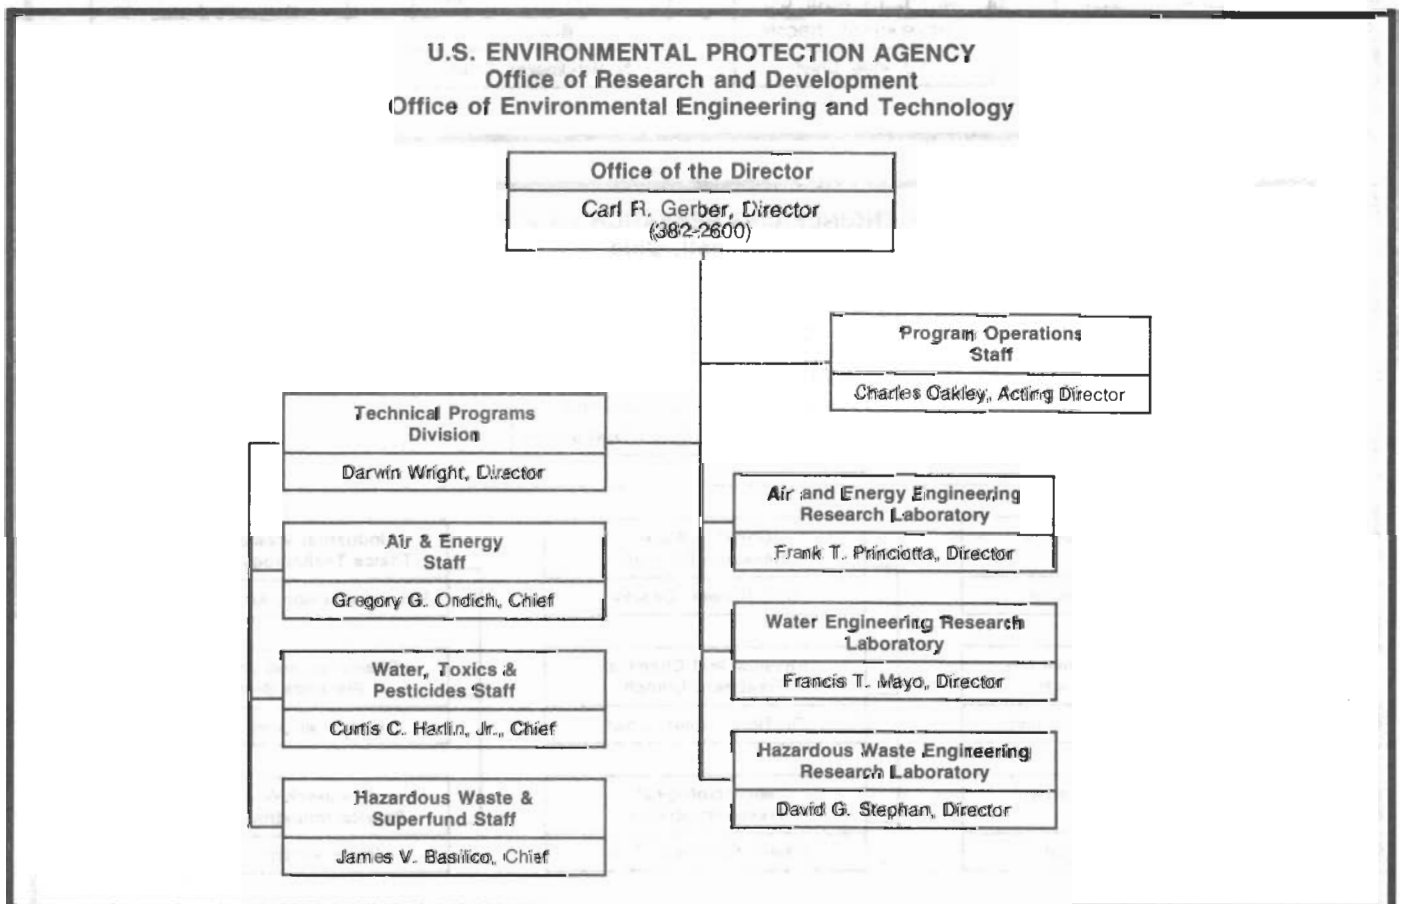 U.S. ENVIRONMENTAL PROTECTION AGENCY
Office of Research and Development
Office of Environmental Engineering and Technology
Office of the Director
Carl R. Gerber, Director
(382-2600)
Program Operations
Staff
Charles Oakley, Acting Director
Technical Programs
Division
Darwin Wright, Director
Air & Energy
Staff
Gregory G. Ondich, Chief
Water, Toxics &
Pesticides Staff
Curtis C. Harlin, Jr., Chief
Hazardous Waste &
Superfund Staff
James V. Basilico, Chief
Air and Energy Engineering
Research Laboratory
Frank T. Princiotta, Director
Water Engineering Research
Laboratory
Francis T. Mayo, Director
Hazardous Waste Engineering
Research Laboratory
David G. Stephan, Director